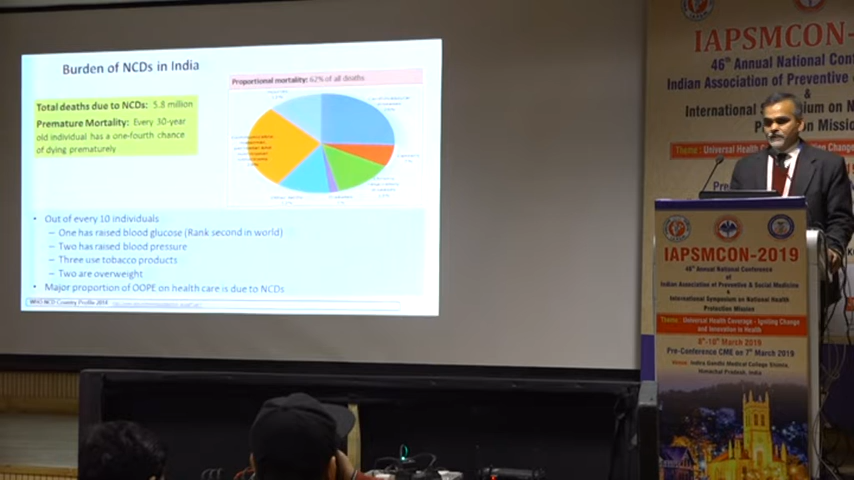 Burden of NCDs in India
Total deaths due to NCDs: 5.8 million
Premature Mortality: Every 30-year
old individual has a one-fourth chance
of dying prematurely
Proportional mortality: 62% of all deaths
• Out of every 10 individuals
– One has raised blood glucose (Rank second in world)
– Two has raised blood pressure
– Three use tobacco products
– Two are overweight
• Major proportion of OOPE on health care is due to NCDs
WHO NCD Country Profile 2014
IAPSMCON-
46th Annual National Conf
Indian Association of Preventive
&
International
on N
Mission
Theme: Universal Health
Change
IAPSM
IAPSMCON-2019
46th Annual National Conference
of
Indian Association of Preventive & Social Medicine
&
International Symposium on National Health
Protection Mission
Theme: Universal Health Coverage - Igniting Change
and Innovation in Health
8th-10th March 2019
Pre-Conference CME on 7th March 2019
Venue: Indira Gandhi Medical College Shimla,
Himachal Pradesh, India